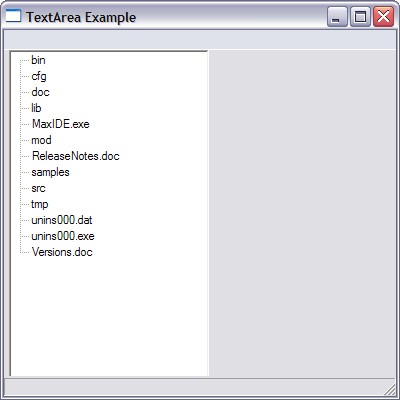 TextArea Example
bin
cfg
doc
lib
MaxIDE.exe
mod
ReleaseNotes.doc
samples
src
tmp
unins000.dat
unins000.exe
Versions.doc